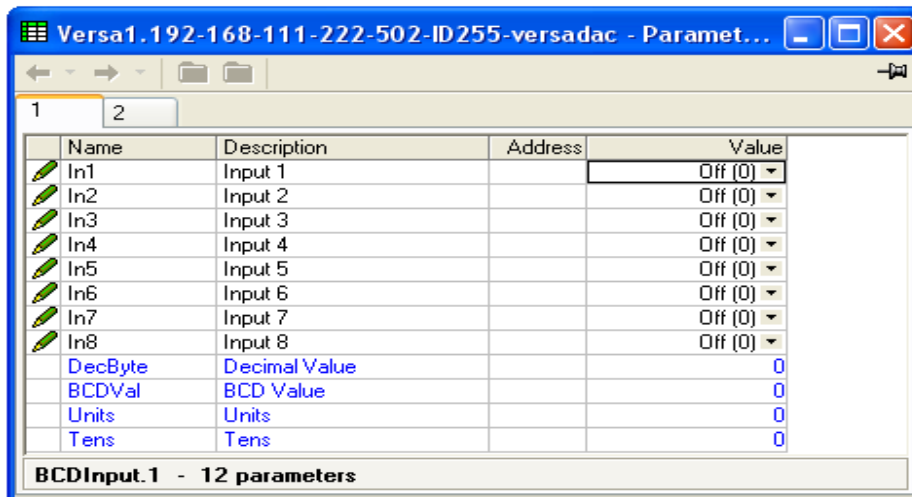 Versa1.192-168-111-222-502-ID255-versadac - Paramet...
1 2
Name Description Address Value
In1 Input 1 Off (0)
In2 Input 2 Off (0)
In3 Input 3 Off (0)
In4 Input 4 Off (0)
In5 Input 5 Off (0)
In6 Input 6 Off (0)
In7 Input 7 Off (0)
In8 Input 8 Off (0)
DecByte Decimal Value 0
BCDVal BCD Value 0
Units Units 0
Tens Tens 0
BCDInput.1 - 12 parameters